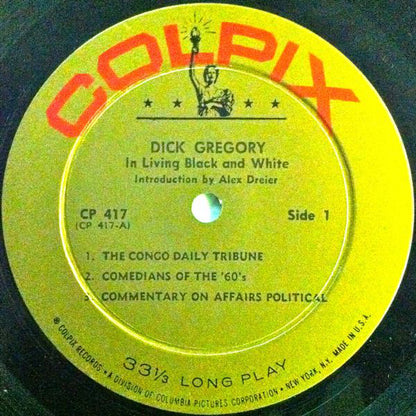 COLPIX
DICK GREGORY
In Living Black and White
Introduction by Alex Dreier
CP 417
(CP 417-A)
Side 1
1. THE CONGO DAILY TRIBUNE
2. COMEDIANS OF THE '60's
3. COMMENTARY ON AFFAIRS POLITICAL
33⅓ LONG PLAY
® COLPIX RECORDS • A DIVISION OF COLUMBIA PICTURES CORPORATION • NEW YORK, N.Y. MADE IN U.S.A.